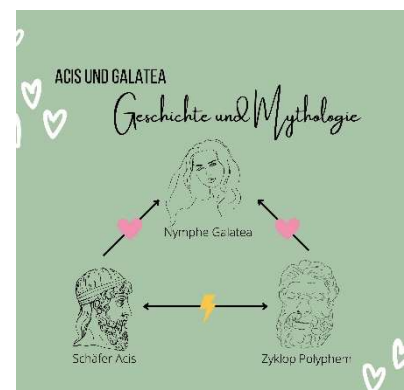 ACIS UND GALATEA
Geschichte und Mythologie
Nymphe Galatea
Schäfer Acis
Zyklop Polyphem